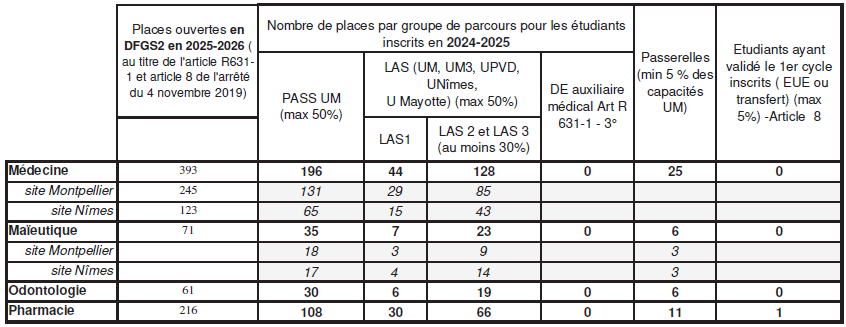 Places ouvertes en
DFGS2 en 2025-2026 (
au titre de l'article R631-
1 et article 8 de l'arrêté
du 4 novembre 2019)
Nombre de places par groupe de parcours pour les étudiants
inscrits en 2024-2025
PASS UM
(max 50%)
LAS (UM, UM3, UPVD,
UNîmes,
U Mayotte) (max 50%)
LAS1
LAS 2 et LAS 3
(au moins 30%)
DE auxiliaire
médical Art R
631-1 - 3°
Passerelles
(min 5 % des
capacités
UM)
Etudiants ayant
validé le 1er cycle
inscrits ( EUE ou
transfert) (max
5%) -Article 8
Médecine 393 196 44 128 0 25 0
site Montpellier 245 131 29 85
site Nîmes 123 65 15 43
Maïeutique 71 35 7 23 0 6 0
site Montpellier 18 3 9 3
site Nîmes 17 4 14 3
Odontologie 61 30 6 19 0 6 0
Pharmacie 216 108 30 66 0 11 1